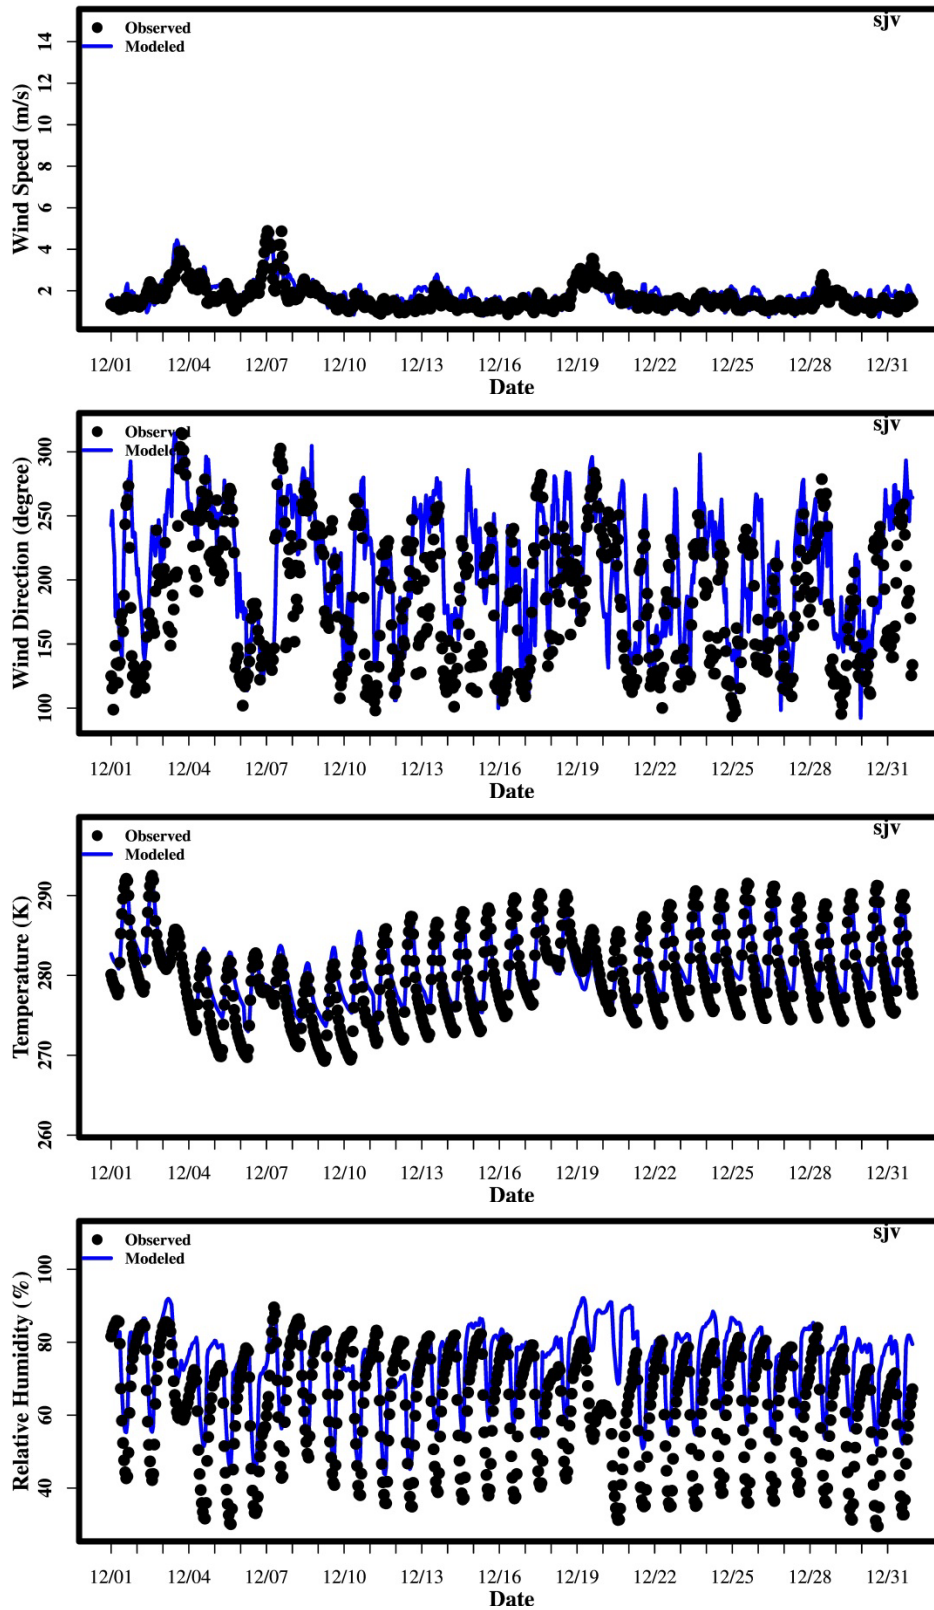 sjv
Observed
Modeled
Wind Speed (m/s)
14
12
10
8
6
4
2
12/01 12/04 12/07 12/10 12/13 12/16 12/19 12/22 12/25 12/28 12/31
Date
sjv
Observed
Modeled
Wind Direction (degree)
300
250
200
150
100
12/01 12/04 12/07 12/10 12/13 12/16 12/19 12/22 12/25 12/28 12/31
Date
sjv
Observed
Modeled
Temperature (K)
290
280
270
260
12/01 12/04 12/07 12/10 12/13 12/16 12/19 12/22 12/25 12/28 12/31
Date
sjv
Observed
Modeled
Relative Humidity (%)
100
80
60
40
12/01 12/04 12/07 12/10 12/13 12/16 12/19 12/22 12/25 12/28 12/31
Date